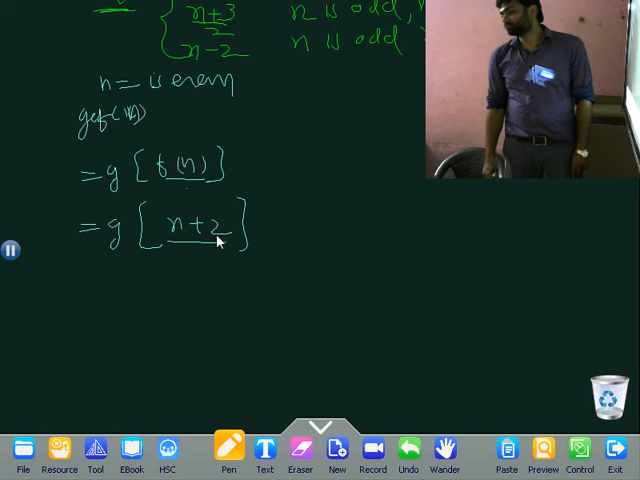 n+3
2
n is odd,
n-2
n is odd
n= is even
gof(n)
=g [f(n)]
=g [n+2]
File
Resource
Tool
EBook
HSC
Pen
Text
Eraser
New
Record
Undo
Wander
Paste
Preview
Control
Exit